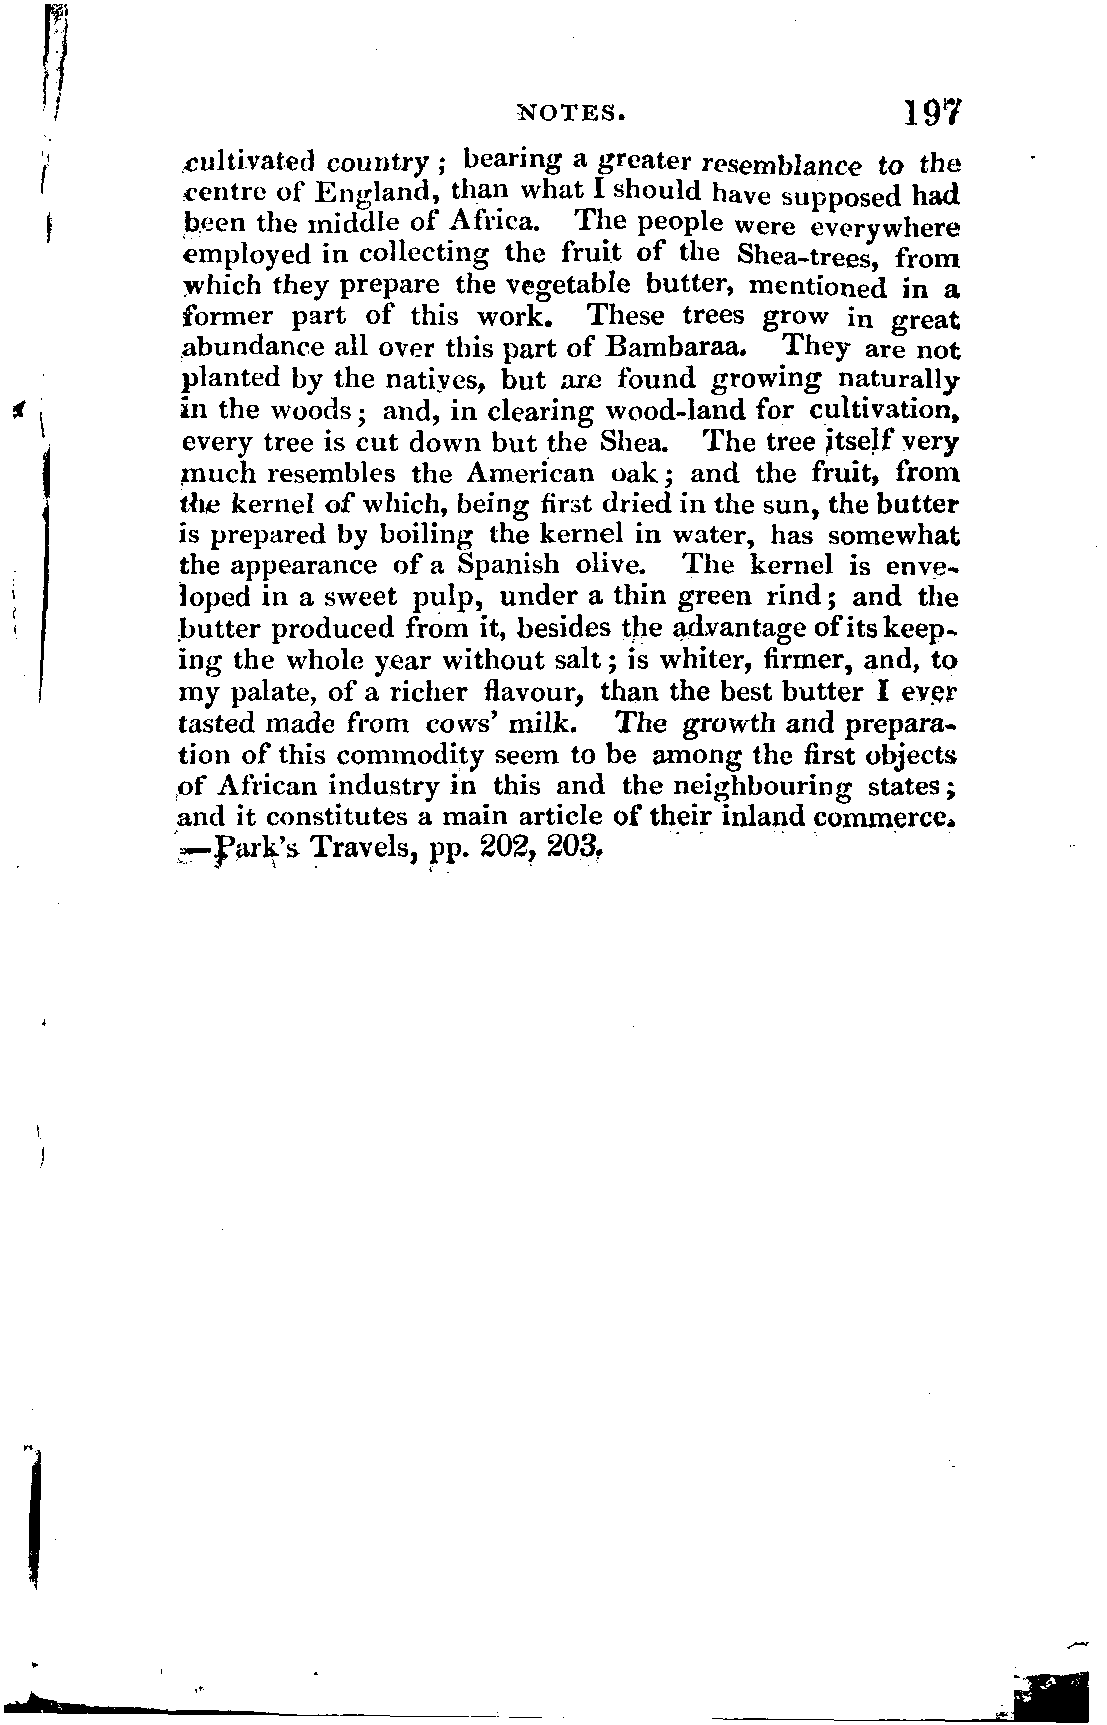 NOTES. 197
cultivated country; bearing a greater resemblance to the
centre of England, than what I should have supposed had
been the middle of Africa. The people were everywhere
employed in collecting the fruit of the Shea-trees, from
which they prepare the vegetable butter, mentioned in a
former part of this work. These trees grow in great
abundance all over this part of Bambaraa. They are not
planted by the natives, but are found growing naturally
in the woods; and, in clearing wood-land for cultivation,
every tree is cut down but the Shea. The tree itself very
much resembles the American oak; and the fruit, from
the kernel of which, being first dried in the sun, the butter
is prepared by boiling the kernel in water, has somewhat
the appearance of a Spanish olive. The kernel is enve-
loped in a sweet pulp, under a thin green rind; and the
butter produced from it, besides the advantage of its keep-
ing the whole year without salt; is whiter, firmer, and, to
my palate, of a richer flavour, than the best butter I ever
tasted made from cows' milk. The growth and prepara-
tion of this commodity seem to be among the first objects
of African industry in this and the neighbouring states;
and it constitutes a main article of their inland commerce.
—Park's Travels, pp. 202, 203.